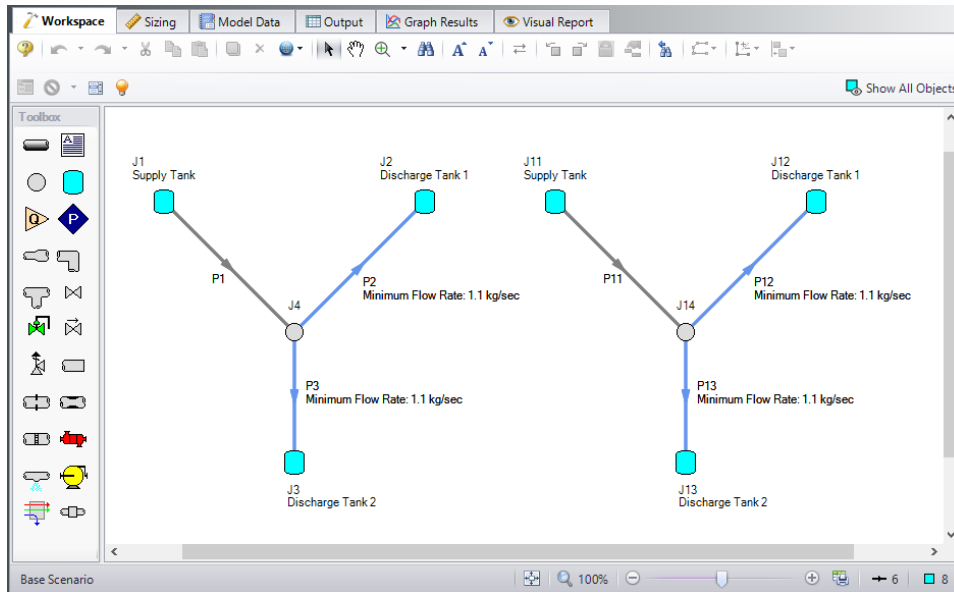 Workspace
Sizing
Model Data
Output
Graph Results
Visual Report
A
A
Show All Objects
Toolbox
A
Q
P
J1
Supply Tank
J2
Discharge Tank 1
J11
Supply Tank
J12
Discharge Tank 1
P1
P2
Minimum Flow Rate: 1.1 kg/sec
P11
P12
Minimum Flow Rate: 1.1 kg/sec
J4
J14
P3
Minimum Flow Rate: 1.1 kg/sec
P13
Minimum Flow Rate: 1.1 kg/sec
J3
Discharge Tank 2
J13
Discharge Tank 2
Base Scenario
100%
6
8